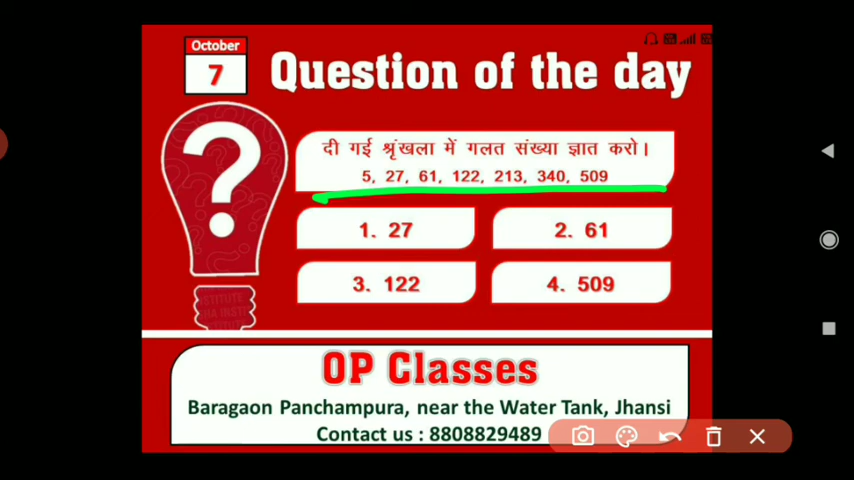 October
7
Question of the day
दी गई श्रृंखला में गलत संख्या ज्ञात करो।
5, 27, 61, 122, 213, 340, 509
1. 27
2. 61
3. 122
4. 509
OP Classes
Baragaon Panchampura, near the Water Tank, Jhansi
Contact us : 8808829489